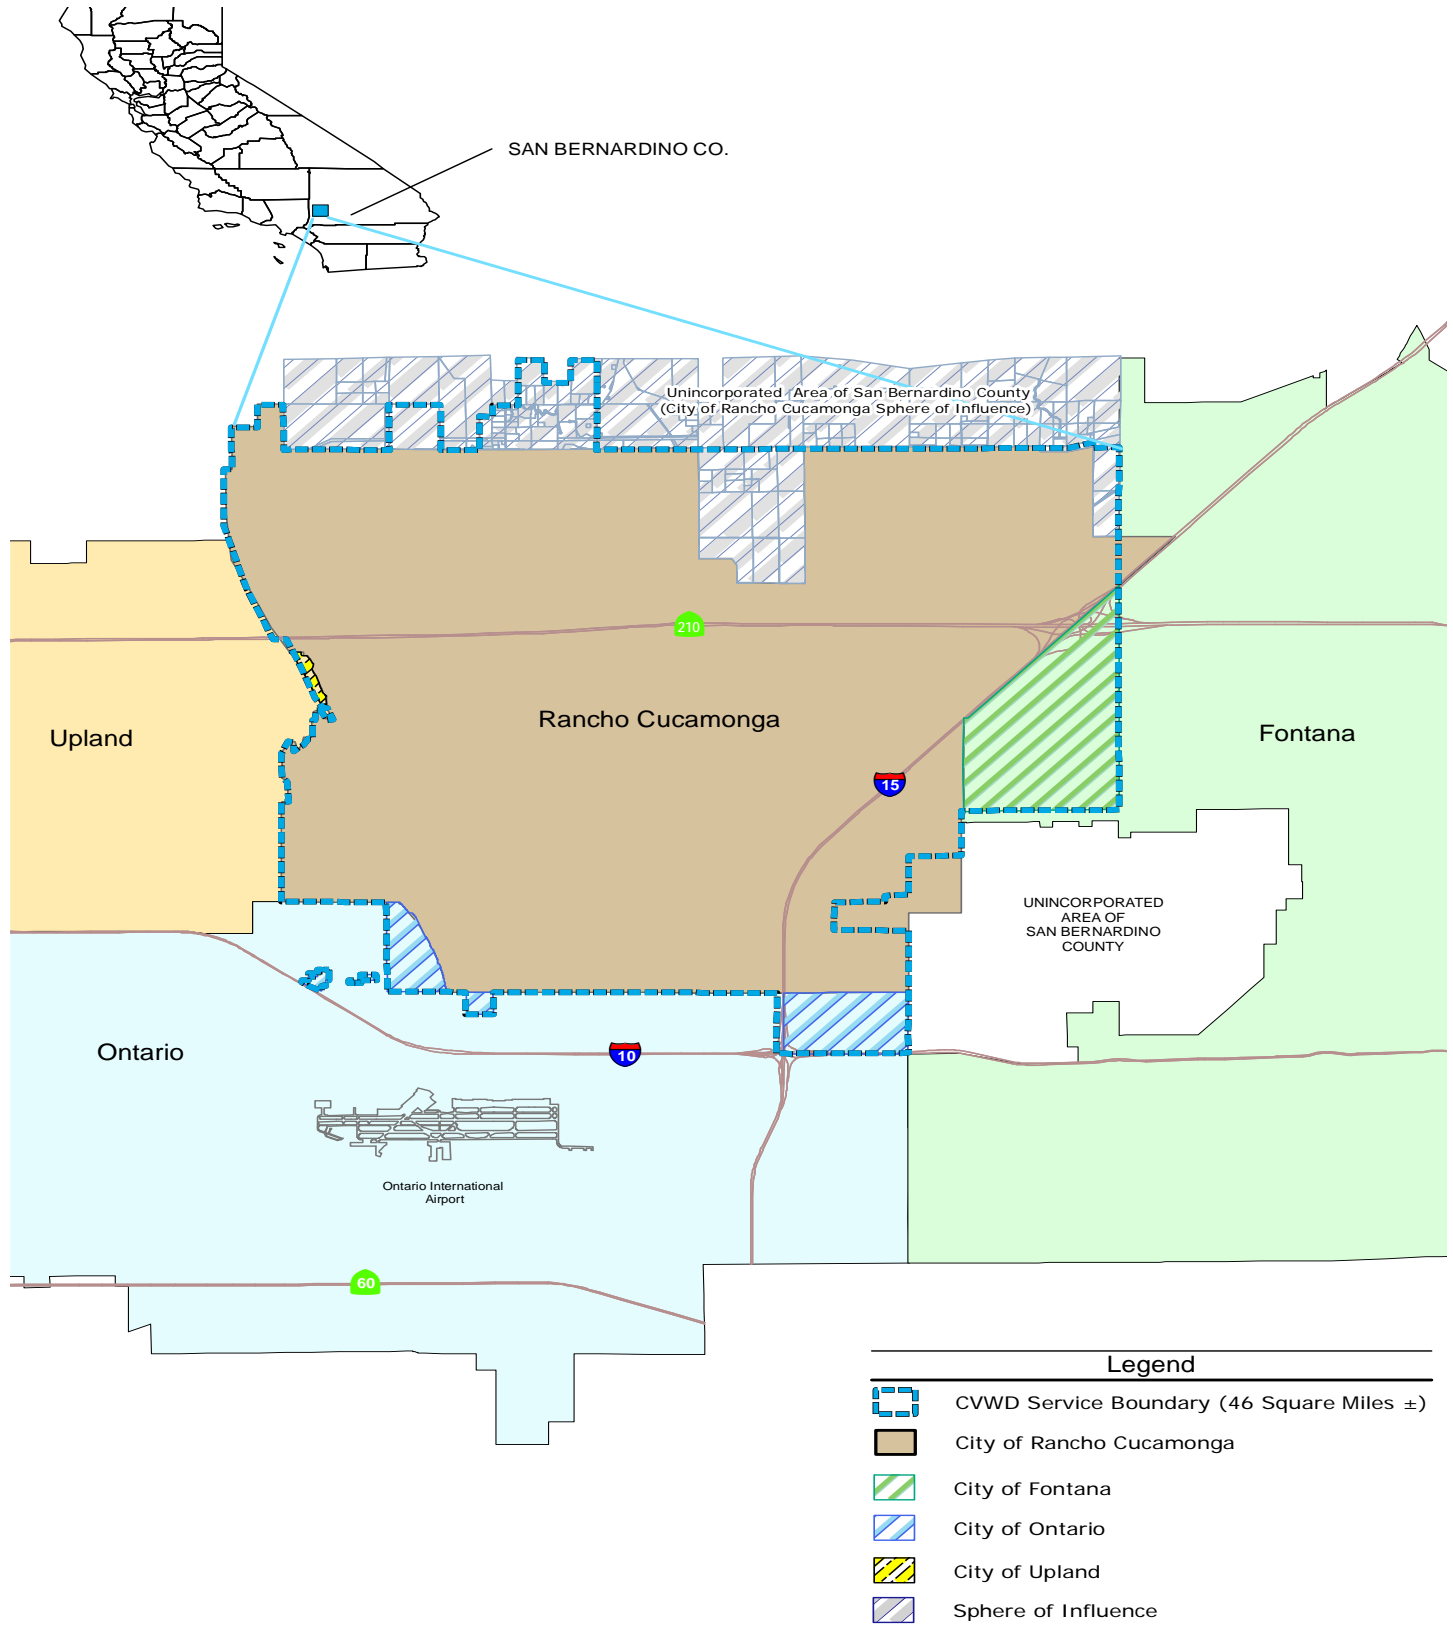 SAN BERNARDINO CO.
Unincorporated Area of San Bernardino County
(City of Rancho Cucamonga Sphere of Influence)
210
Rancho Cucamonga
Upland
Fontana
15
UNINCORPORATED
AREA OF
SAN BERNARDINO
COUNTY
Ontario
10
Ontario International
Airport
60
Legend
CVWD Service Boundary (46 Square Miles ±)
City of Rancho Cucamonga
City of Fontana
City of Ontario
City of Upland
Sphere of Influence